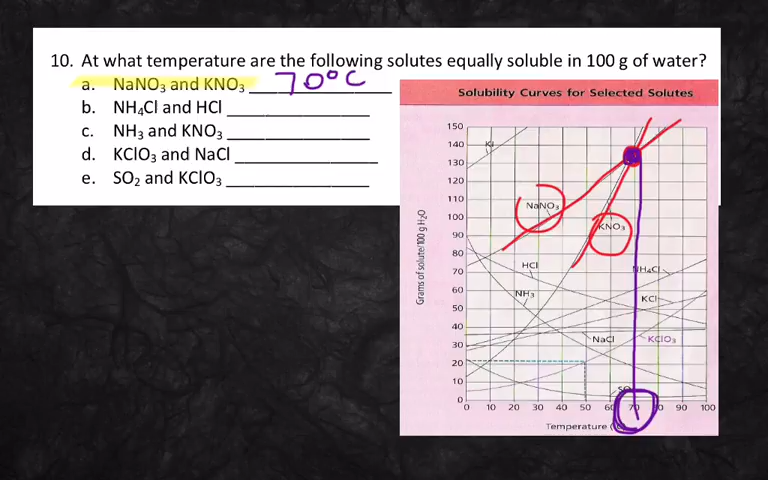 10. At what temperature are the following solutes equally soluble in 100 g of water?
a. NaNO₃ and KNO₃ 70°C
b. NH₄Cl and HCl
c. NH₃ and KNO₃
d. KClO₃ and NaCl
e. SO₂ and KClO₃
Solubility Curves for Selected Solutes
150
140
130
120
110
100
90
80
70
60
50
40
30
20
10
0
Grams of solute/100 g H₂O
KI
NaNO₃
KNO₃
HCl
NH₄Cl
NH₃
KCl
NaCl
KClO₃
0 10 20 30 40 50 60 70 80 90 100
Temperature